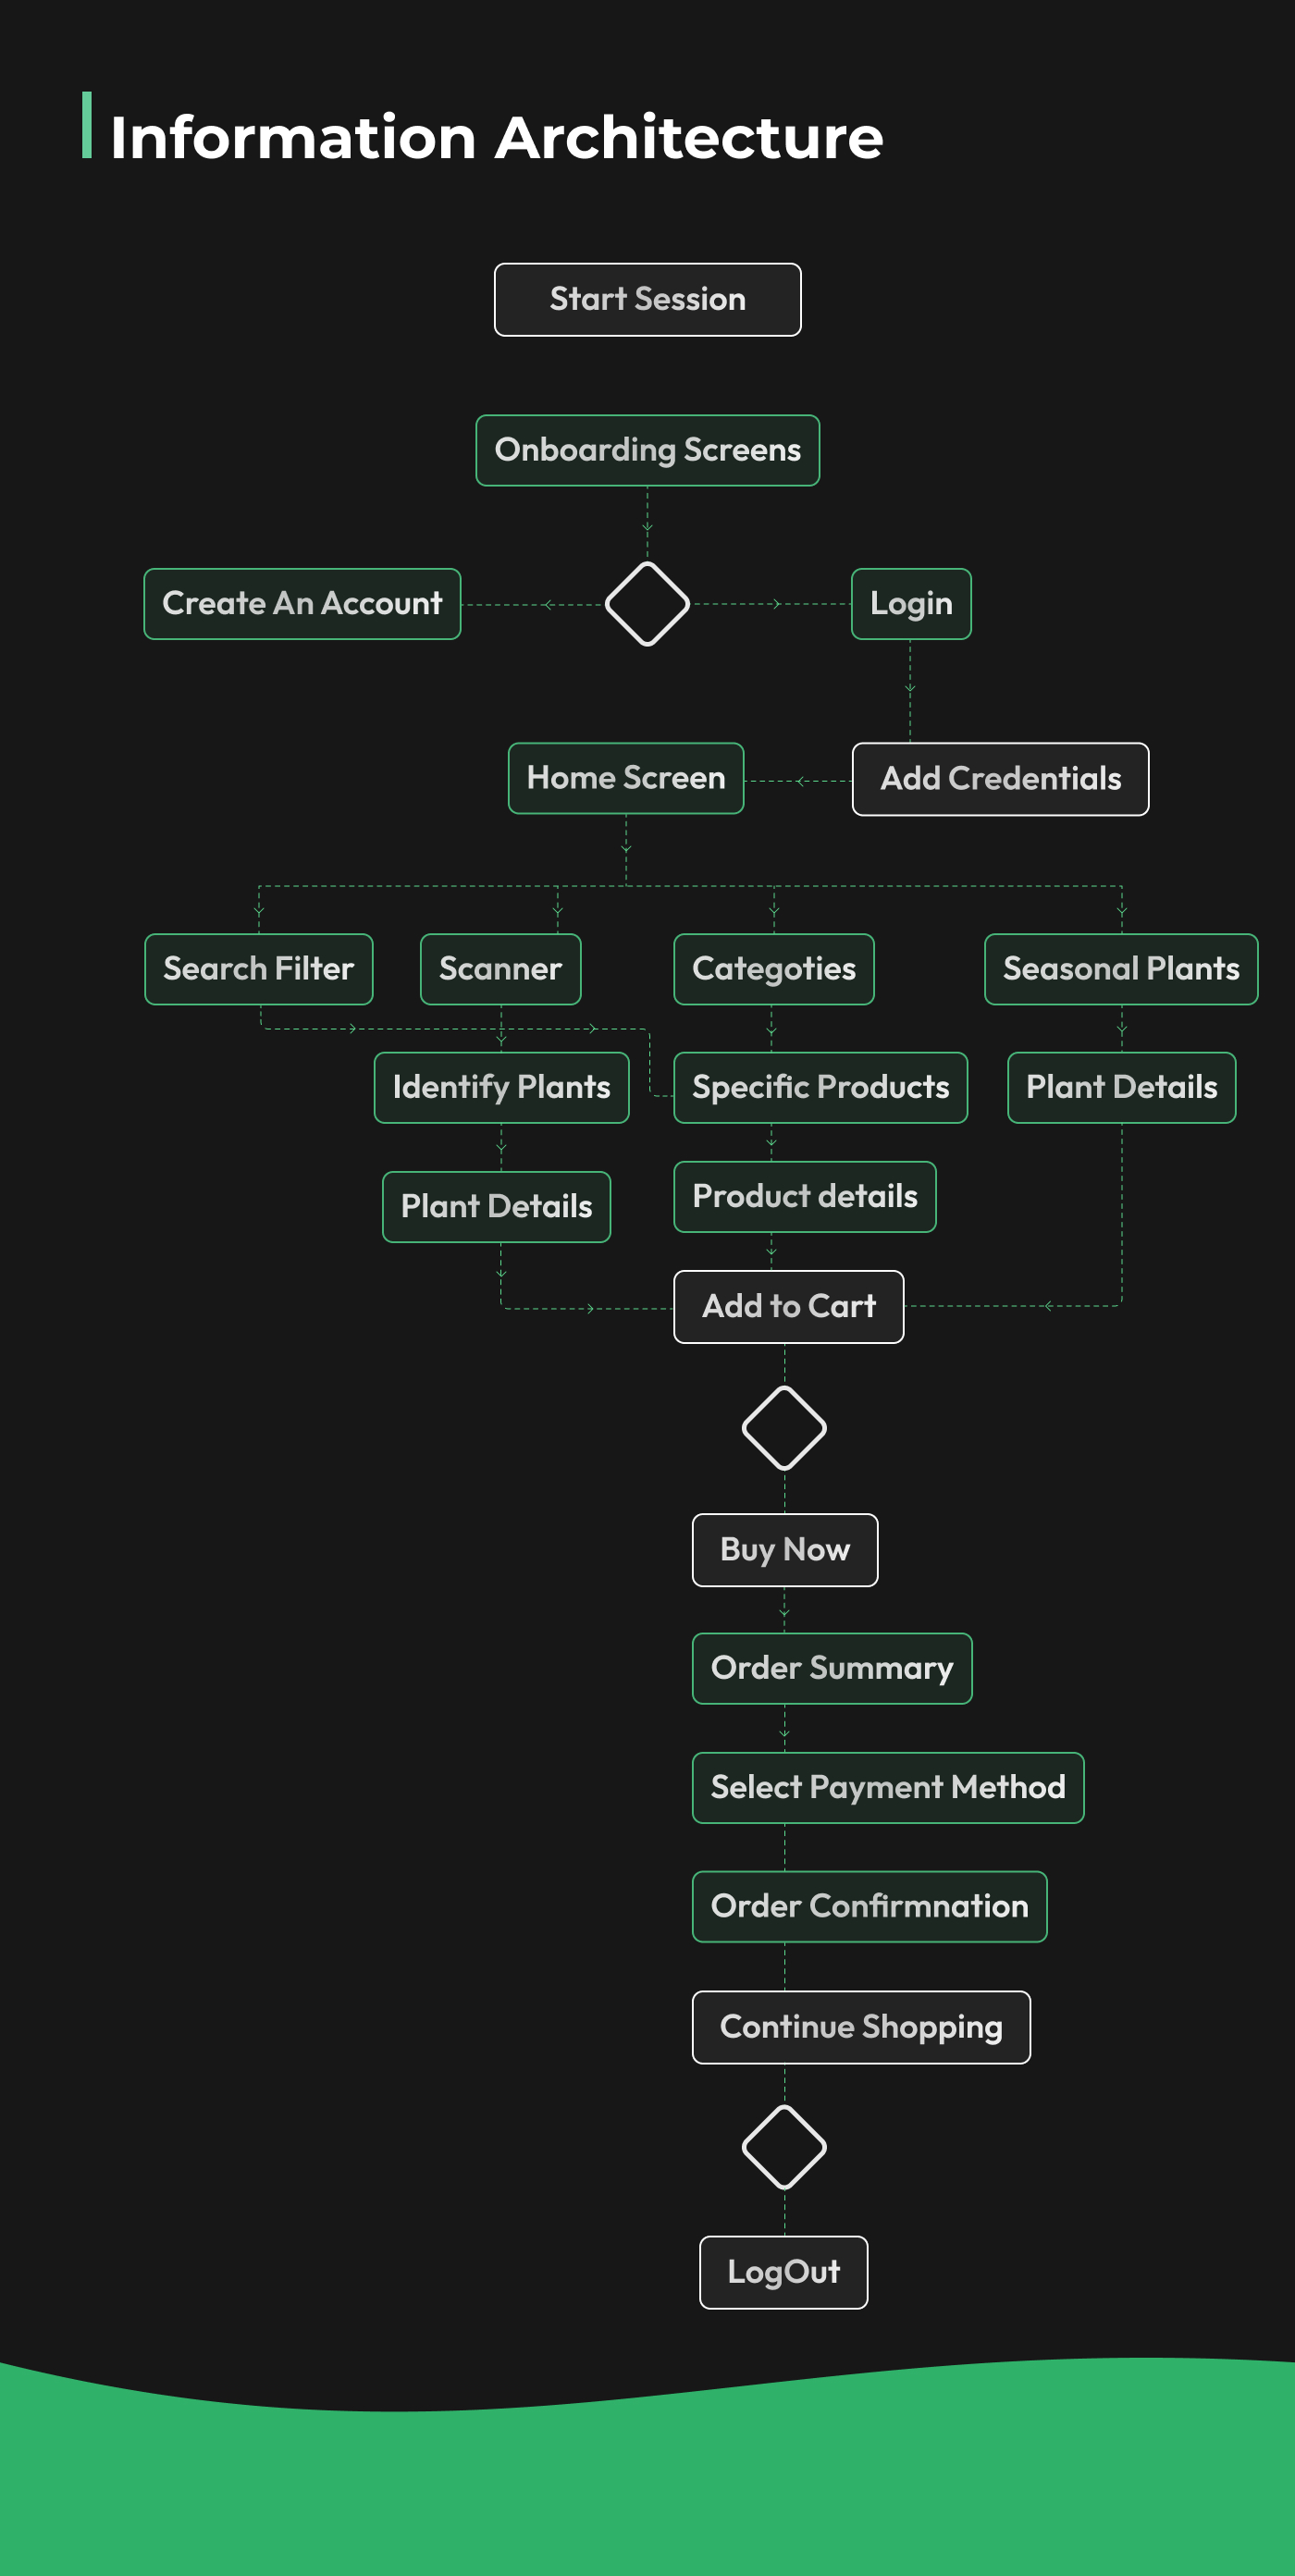 Information Architecture
Start Session
Onboarding Screens
Create An Account
Login
Home Screen
Add Credentials
Search Filter
Scanner
Categoties
Seasonal Plants
Identify Plants
Specific Products
Plant Details
Plant Details
Product details
Add to Cart
Buy Now
Order Summary
Select Payment Method
Order Confirmnation
Continue Shopping
LogOut